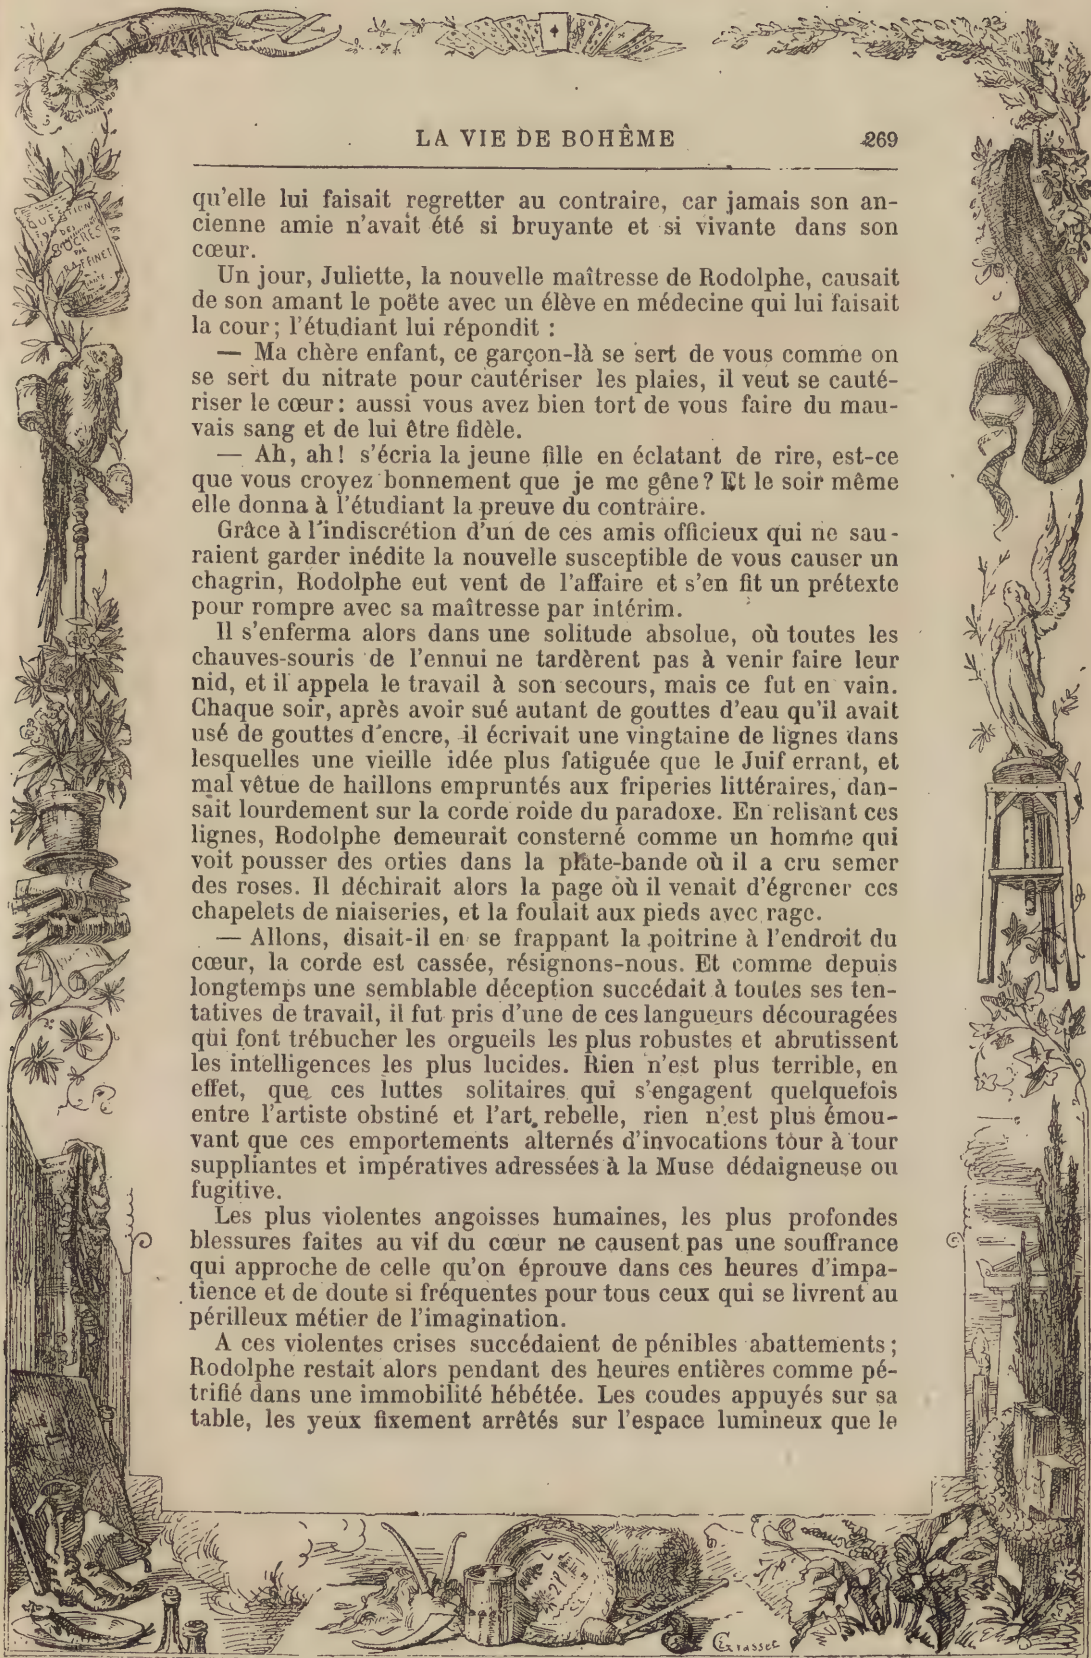 LA VIE DE BOHÊME 269
qu'elle lui faisait regretter au contraire, car jamais son an-
cienne amie n'avait été si bruyante et si vivante dans son
cœur.
Un jour, Juliette, la nouvelle maîtresse de Rodolphe, causait
de son amant le poëte avec un élève en médecine qui lui faisait
la cour; l'étudiant lui répondit :
— Ma chère enfant, ce garçon-là se sert de vous comme on
se sert du nitrate pour cautériser les plaies, il veut se cauté-
riser le cœur: aussi vous avez bien tort de vous faire du mau-
vais sang et de lui être fidèle.
— Ah, ah! s'écria la jeune fille en éclatant de rire, est-ce
que vous croyez bonnement que je me gêne? Et le soir même
elle donna à l'étudiant la preuve du contraire.
Grâce à l'indiscrétion d'un de ces amis officieux qui ne sau-
raient garder inédite la nouvelle susceptible de vous causer un
chagrin, Rodolphe eut vent de l'affaire et s'en fit un prétexte
pour rompre avec sa maîtresse par intérim.
Il s'enferma alors dans une solitude absolue, où toutes les
chauves-souris de l'ennui ne tardèrent pas à venir faire leur
nid, et il appela le travail à son secours, mais ce fut en vain.
Chaque soir, après avoir sué autant de gouttes d'eau qu'il avait
usé de gouttes d'encre, il écrivait une vingtaine de lignes dans
lesquelles une vieille idée plus fatiguée que le Juif errant, et
mal vêtue de haillons empruntés aux friperies littéraires, dan-
sait lourdement sur la corde roide du paradoxe. En relisant ces
lignes, Rodolphe demeurait consterné comme un homme qui
voit pousser des orties dans la plate-bande où il a cru semer
des roses. Il déchirait alors la page où il venait d'égrener ces
chapelets de niaiseries, et la foulait aux pieds avec rage.
— Allons, disait-il en se frappant la poitrine à l'endroit du
cœur, la corde est cassée, résignons-nous. Et comme depuis
longtemps une semblable déception succédait à toutes ses ten-
tatives de travail, il fut pris d'une de ces langueurs découragées
qui font trébucher les orgueils les plus robustes et abrutissent
les intelligences les plus lucides. Rien n'est plus terrible, en
effet, que ces luttes solitaires qui s'engagent quelquefois
entre l'artiste obstiné et l'art rebelle, rien n'est plus émou-
vant que ces emportements alternés d'invocations tour à tour
suppliantes et impératives adressées à la Muse dédaigneuse ou
fugitive.
Les plus violentes angoisses humaines, les plus profondes
blessures faites au vif du cœur ne causent pas une souffrance
qui approche de celle qu'on éprouve dans ces heures d'impa-
tience et de doute si fréquentes pour tous ceux qui se livrent au
périlleux métier de l'imagination.
A ces violentes crises succédaient de pénibles abattements;
Rodolphe restait alors pendant des heures entières comme pé-
trifié dans une immobilité hébétée. Les coudes appuyés sur sa
table, les yeux fixement arrêtés sur l'espace lumineux que le
QUESTION
DES
BUCHES
PAR
RAFFINET
EGrasset